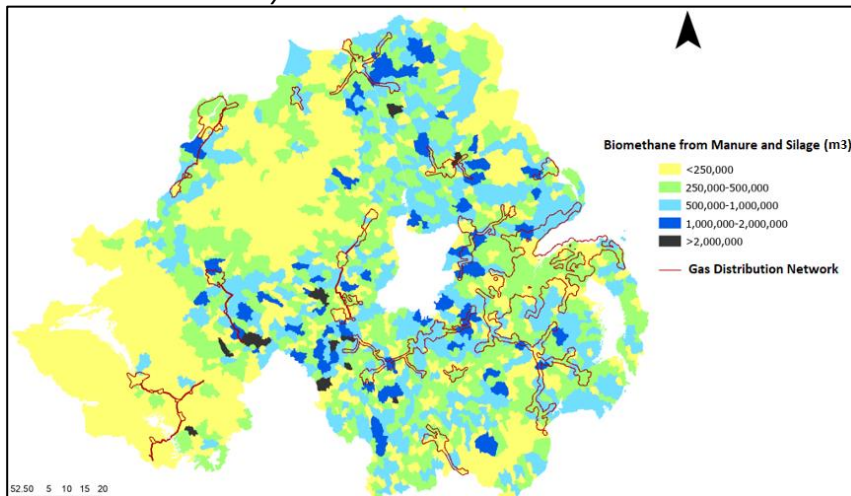 Biomethane from Manure and Silage (m3)
<250,000
250,000-500,000
500,000-1,000,000
1,000,000-2,000,000
>2,000,000
Gas Distribution Network
52.50 5 10 15 20